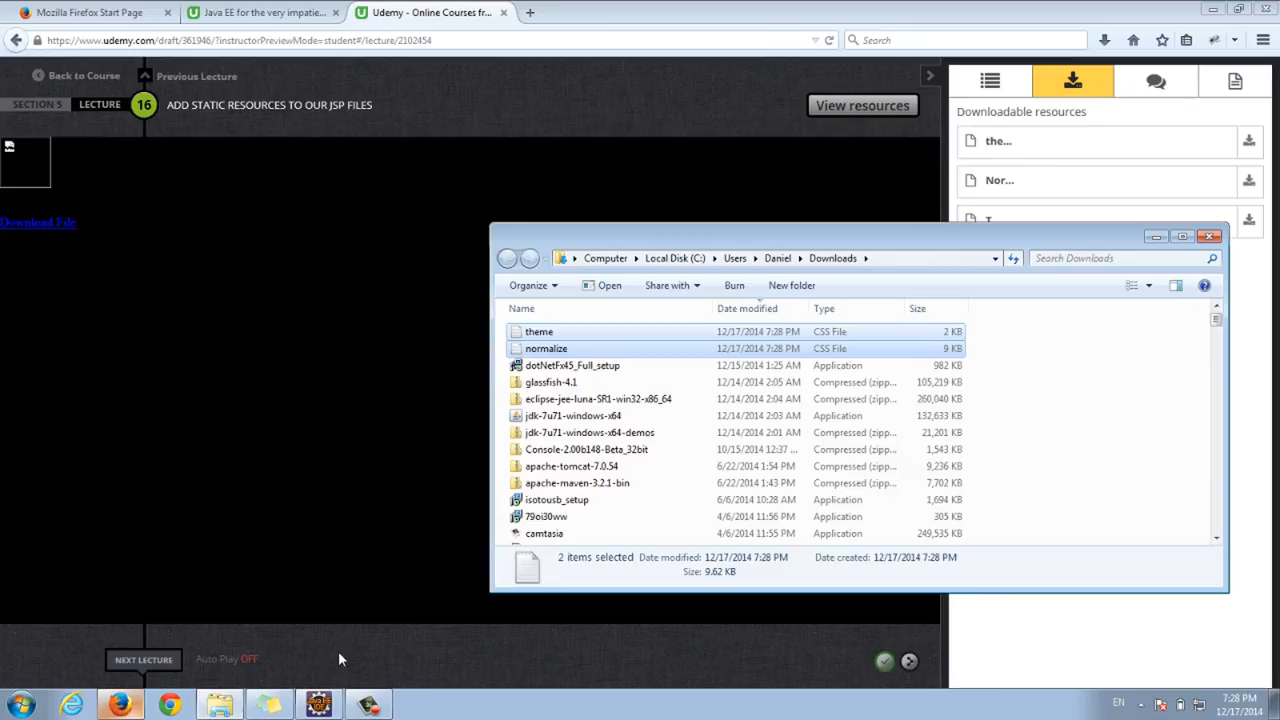 Mozilla Firefox Start Page
Java EE for the very impatie...
Udemy - Online Courses fr...
https://www.udemy.com/draft/361946/?instructorPreviewMode=student#/lecture/2102454
Search
Back to Course
Previous Lecture
SECTION 5 LECTURE 16 ADD STATIC RESOURCES TO OUR JSP FILES
View resources
Downloadable resources
the...
Nor...
Download File
Computer Local Disk (C:) Users Daniel Downloads
Search Downloads
Organize Open Share with Burn New folder
Name Date modified Type Size
theme 12/17/2014 7:28 PM CSS File 2 KB
normalize 12/17/2014 7:28 PM CSS File 9 KB
dotNetFx45_Full_setup 12/15/2014 1:25 AM Application 982 KB
glassfish-4.1 12/14/2014 2:05 AM Compressed (zipp... 105,219 KB
eclipse-jee-luna-SR1-win32-x86_64 12/14/2014 2:04 AM Compressed (zipp... 260,040 KB
jdk-7u71-windows-x64 12/14/2014 2:03 AM Application 132,633 KB
jdk-7u71-windows-x64-demos 12/14/2014 2:01 AM Compressed (zipp... 21,201 KB
Console-2.00b148-Beta_32bit 10/15/2014 12:37 ... Compressed (zipp... 1,543 KB
apache-tomcat-7.0.54 6/22/2014 1:54 PM Compressed (zipp... 9,236 KB
apache-maven-3.2.1-bin 6/22/2014 1:43 PM Compressed (zipp... 7,702 KB
isotousb_setup 6/6/2014 10:28 AM Application 1,694 KB
79oi30ww 4/6/2014 11:56 PM Application 305 KB
camtasia 4/6/2014 11:55 PM Application 249,535 KB
2 items selected Date modified: 12/17/2014 7:28 PM Date created: 12/17/2014 7:28 PM
Size: 9.62 KB
NEXT LECTURE
Auto Play OFF
Java EE
IDE
EN
7:28 PM
12/17/2014